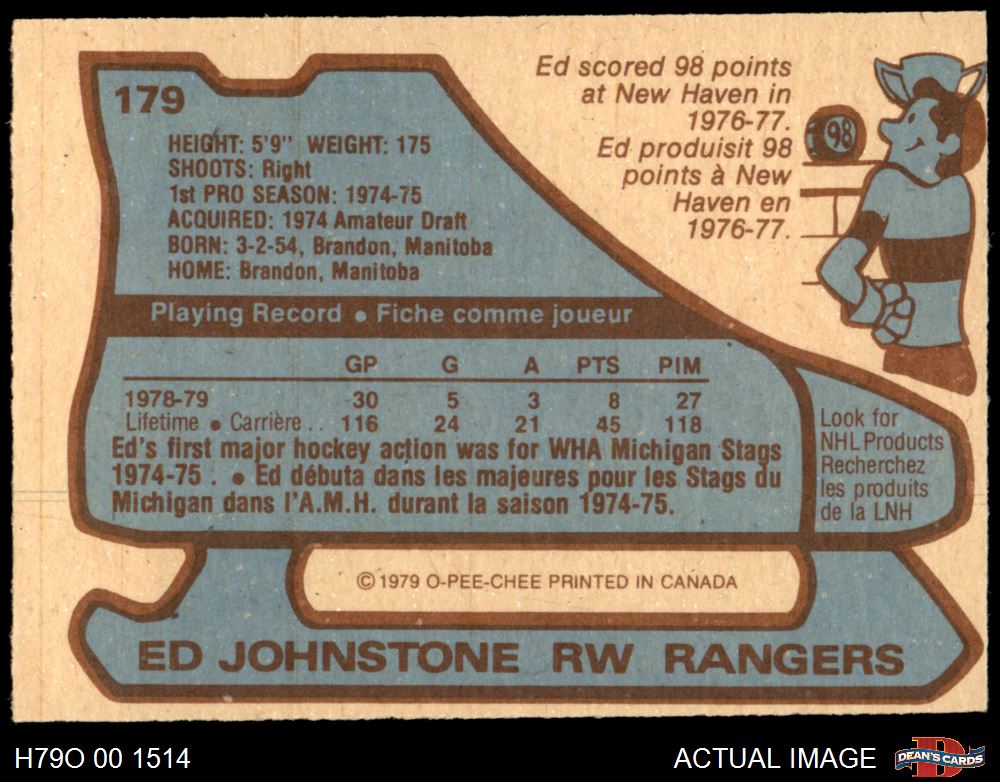 179
HEIGHT: 5'9" WEIGHT: 175
SHOOTS: Right
1st PRO SEASON: 1974-75
ACQUIRED: 1974 Amateur Draft
BORN: 3-2-54, Brandon, Manitoba
HOME: Brandon, Manitoba
Ed scored 98 points
at New Haven in
1976-77.
Ed produisit 98
points à New
Haven en
1976-77.
98
Playing Record • Fiche comme joueur
GP G A PTS PIM
1978-79 30 5 3 8 27
Lifetime • Carrière . . 116 24 21 45 118
Ed's first major hockey action was for WHA Michigan Stags
1974-75 . • Ed débuta dans les majeures pour les Stags du
Michigan dans l'A.M.H. durant la saison 1974-75.
Look for
NHL Products
Recherchez
les produits
de la LNH
© 1979 O-PEE-CHEE PRINTED IN CANADA
ED JOHNSTONE RW RANGERS
H79O 00 1514
ACTUAL IMAGE
D
DEAN'S CARDS